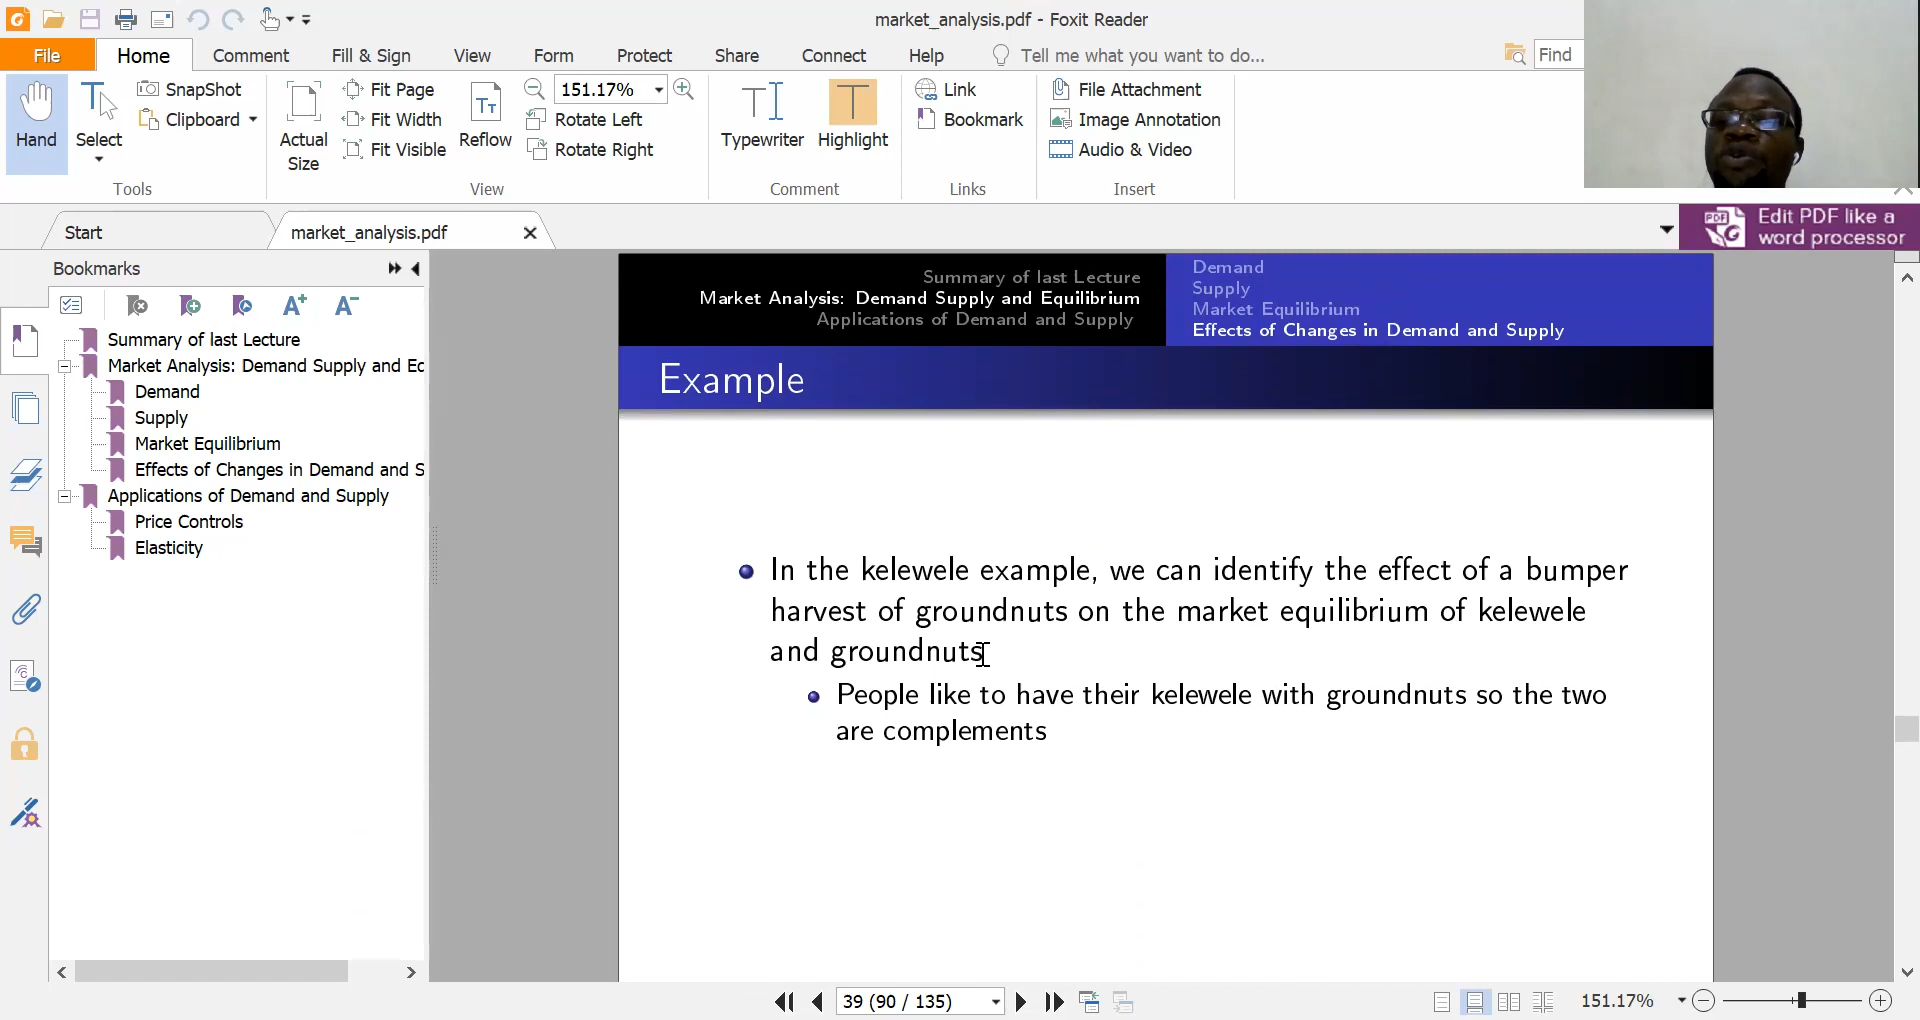 market_analysis.pdf - Foxit Reader
File Home Comment Fill & Sign View Form Protect Share Connect Help Tell me what you want to do... Find
Hand
Select
SnapShot
Clipboard
Tools
Actual Size
Fit Page
Fit Width
Fit Visible
Reflow
151.17%
Rotate Left
Rotate Right
View
Typewriter
Highlight
Comment
Link
Bookmark
Links
File Attachment
Image Annotation
Audio & Video
Insert
Start
market_analysis.pdf
PDF
Edit PDF like a
word processor
Bookmarks
Summary of last Lecture
Market Analysis: Demand Supply and Ec
Demand
Supply
Market Equilibrium
Effects of Changes in Demand and S
Applications of Demand and Supply
Price Controls
Elasticity
Summary of last Lecture
Market Analysis: Demand Supply and Equilibrium
Applications of Demand and Supply
Demand
Supply
Market Equilibrium
Effects of Changes in Demand and Supply
Example
In the kelewele example, we can identify the effect of a bumper
harvest of groundnuts on the market equilibrium of kelewele
and groundnuts
People like to have their kelewele with groundnuts so the two
are complements
39 (90 / 135)
151.17%